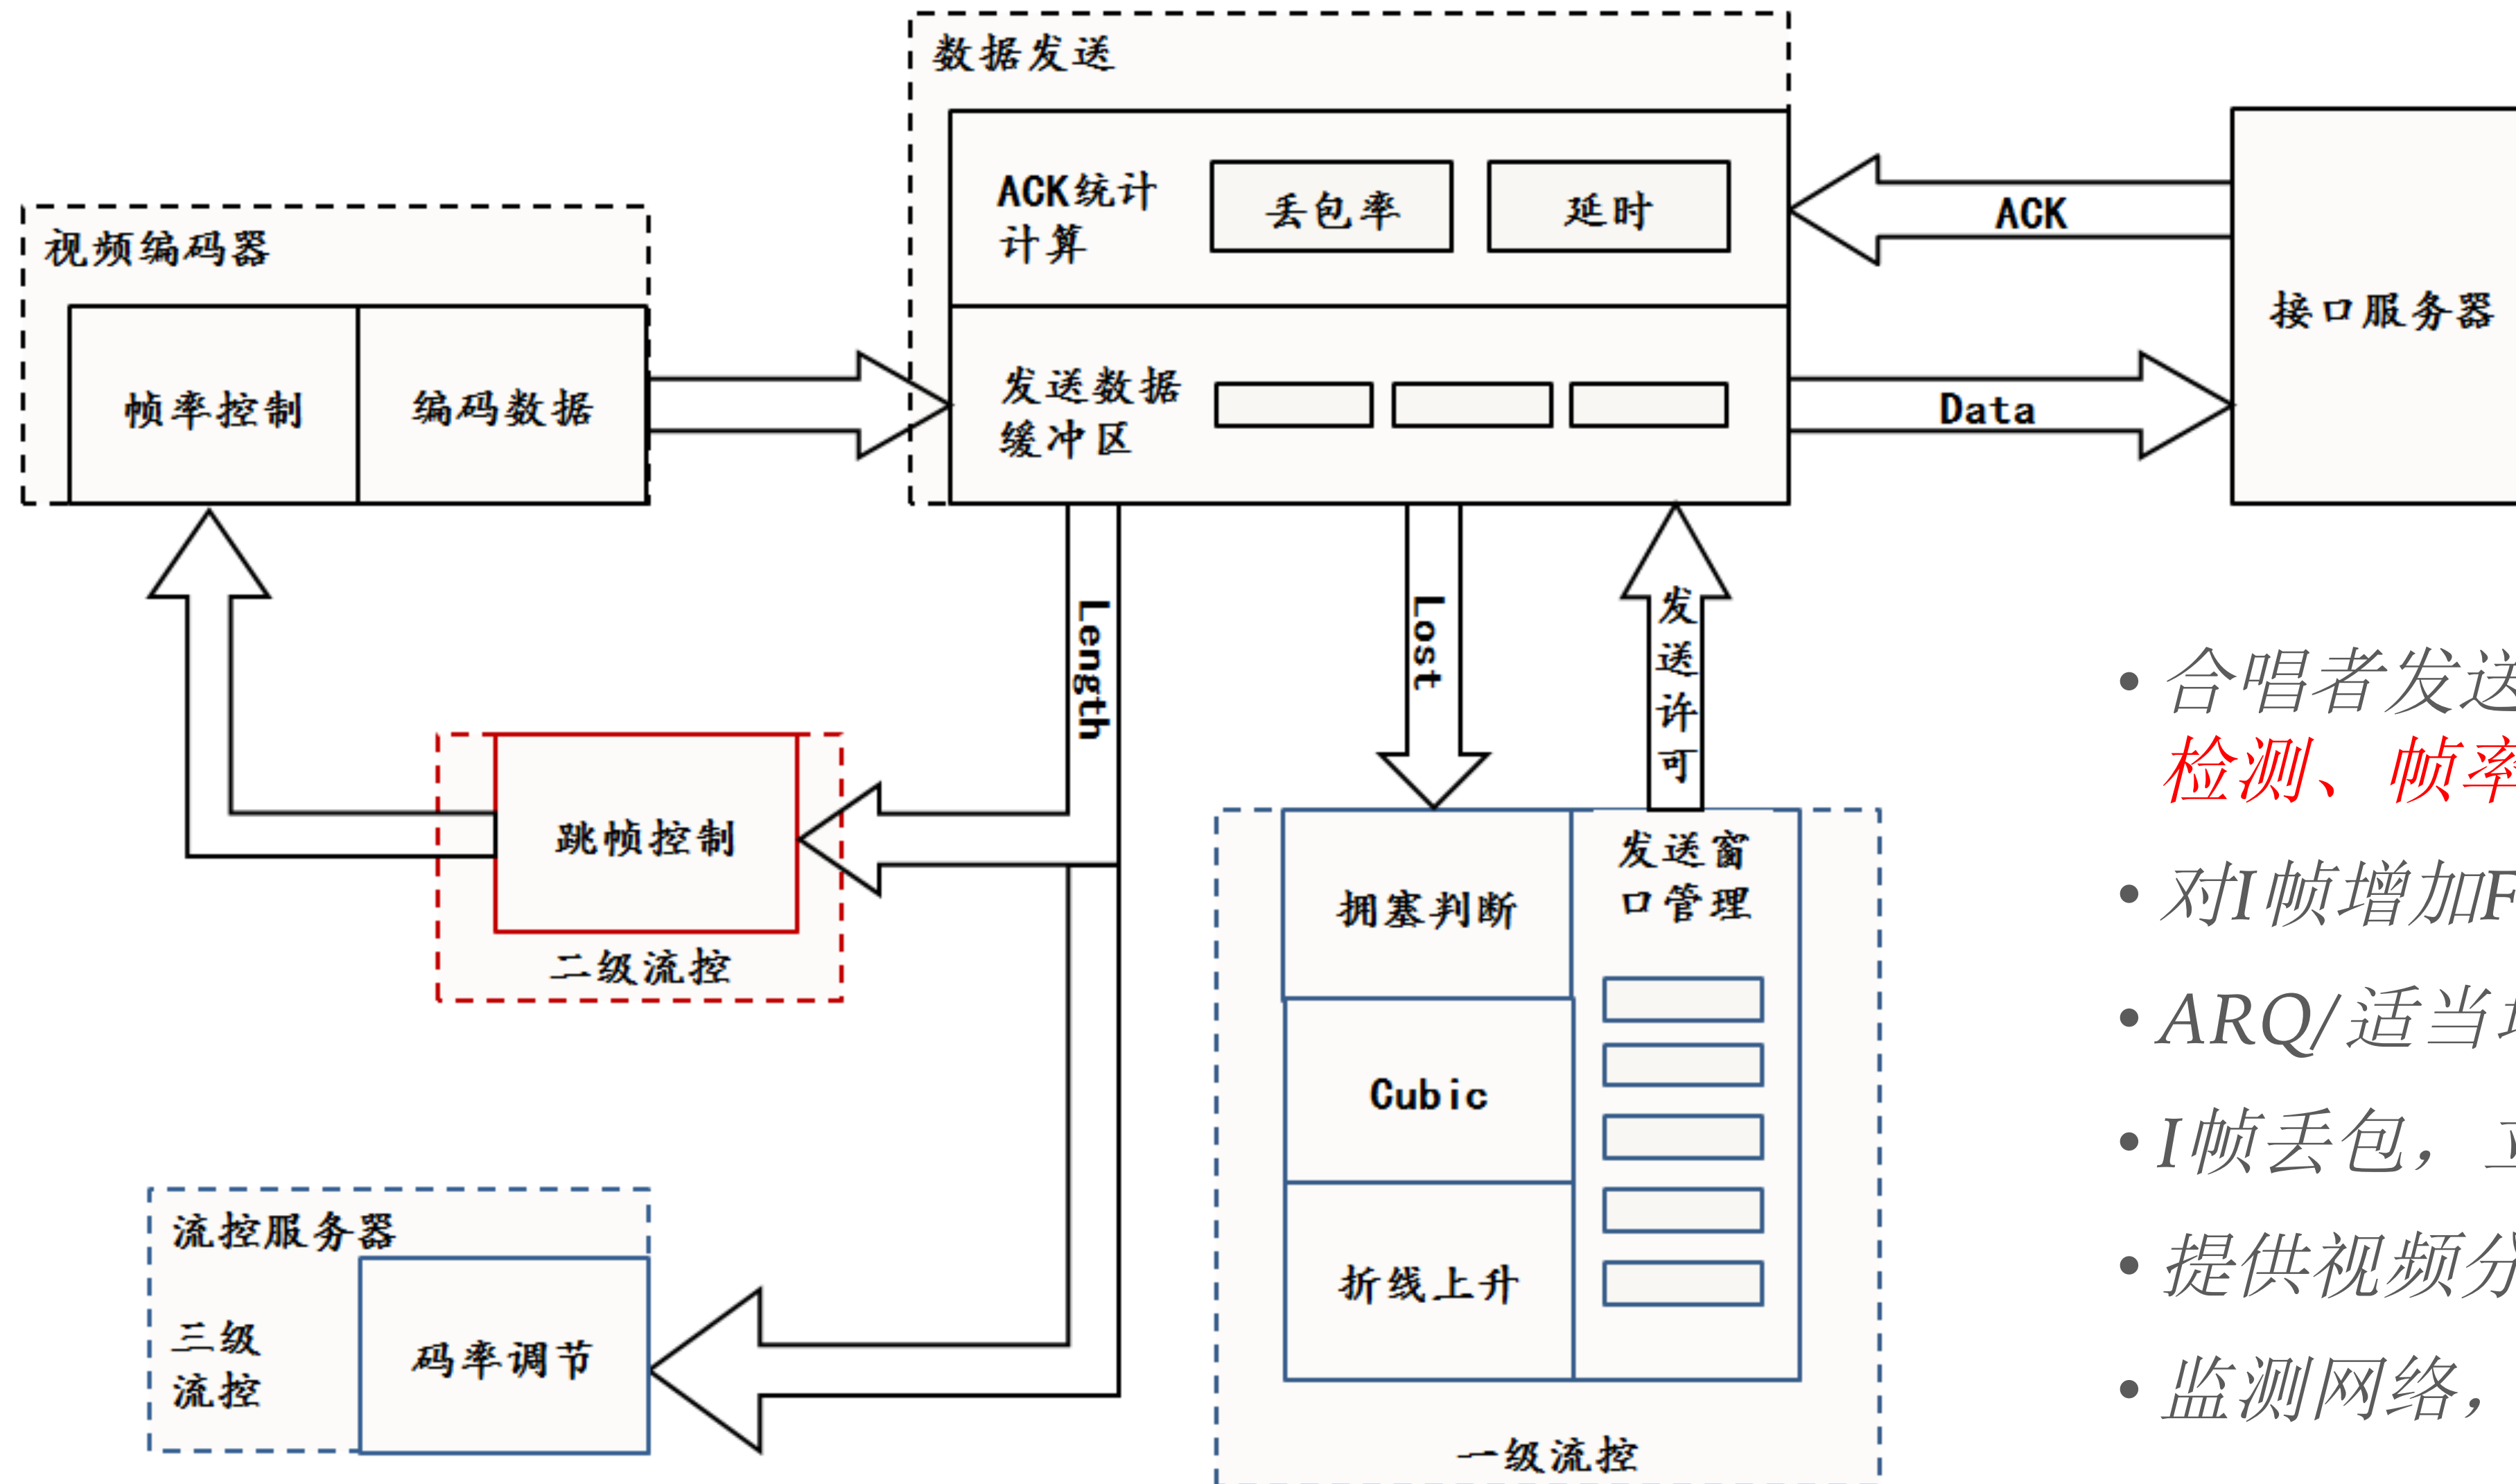 数据发送
ACK统计
计算
丢包率
延时
ACK
视频编码器
接口服务器
帧率控制
编码数据
发送数据
缓冲区
Data
Length
Lost
发送许可
跳帧控制
二级流控
拥塞判断
发送窗
口管理
Cubic
折线上升
一级流控
流控服务器
三级
流控
码率调节
• 合唱者发送
检测、帧率
• 对I帧增加F
• ARQ/适当
• I帧丢包，
• 提供视频分
• 监测网络，